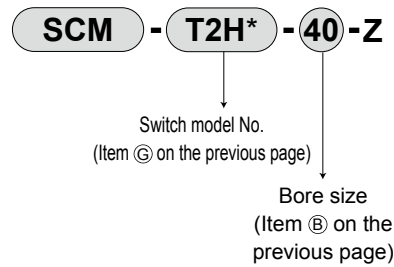 SCM - T2H* - 40 - Z
Switch model No.
(Item Ⓖ on the previous page)
Bore size
(Item Ⓑ on the
previous page)